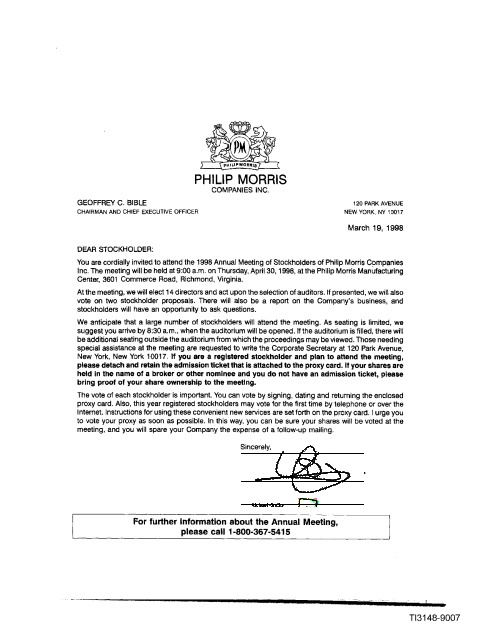 PM
PHILIP MORRIS
PHILIP MORRIS
COMPANIES INC.
GEOFFREY C. BIBLE
CHAIRMAN AND CHIEF EXECUTIVE OFFICER
120 PARK AVENUE
NEW YORK, NY 10017
March 19, 1998
DEAR STOCKHOLDER:
You are cordially invited to attend the 1998 Annual Meeting of Stockholders of Philip Morris Companies
Inc. The meeting will be held at 9:00 a.m. on Thursday, April 30, 1998, at the Philip Morris Manufacturing
Center, 3601 Commerce Road, Richmond, Virginia.
At the meeting, we will elect 14 directors and act upon the selection of auditors. If presented, we will also
vote on two stockholder proposals. There will also be a report on the Company's business, and
stockholders will have an opportunity to ask questions.
We anticipate that a large number of stockholders will attend the meeting. As seating is limited, we
suggest you arrive by 8:30 a.m., when the auditorium will be opened. If the auditorium is filled, there will
be additional seating outside the auditorium from which the proceedings may be viewed. Those needing
special assistance at the meeting are requested to write the Corporate Secretary at 120 Park Avenue,
New York, New York 10017. If you are a registered stockholder and plan to attend the meeting,
please detach and retain the admission ticket that is attached to the proxy card. If your shares are
held in the name of a broker or other nominee and you do not have an admission ticket, please
bring proof of your share ownership to the meeting.
The vote of each stockholder is important. You can vote by signing, dating and returning the enclosed
proxy card. Also, this year registered stockholders may vote for the first time by telephone or over the
Internet. Instructions for using these convenient new services are set forth on the proxy card. I urge you
to vote your proxy as soon as possible. In this way, you can be sure your shares will be voted at the
meeting, and you will spare your Company the expense of a follow-up mailing.
Sincerely,
For further information about the Annual Meeting,
please call 1-800-367-5415
TI3148-9007